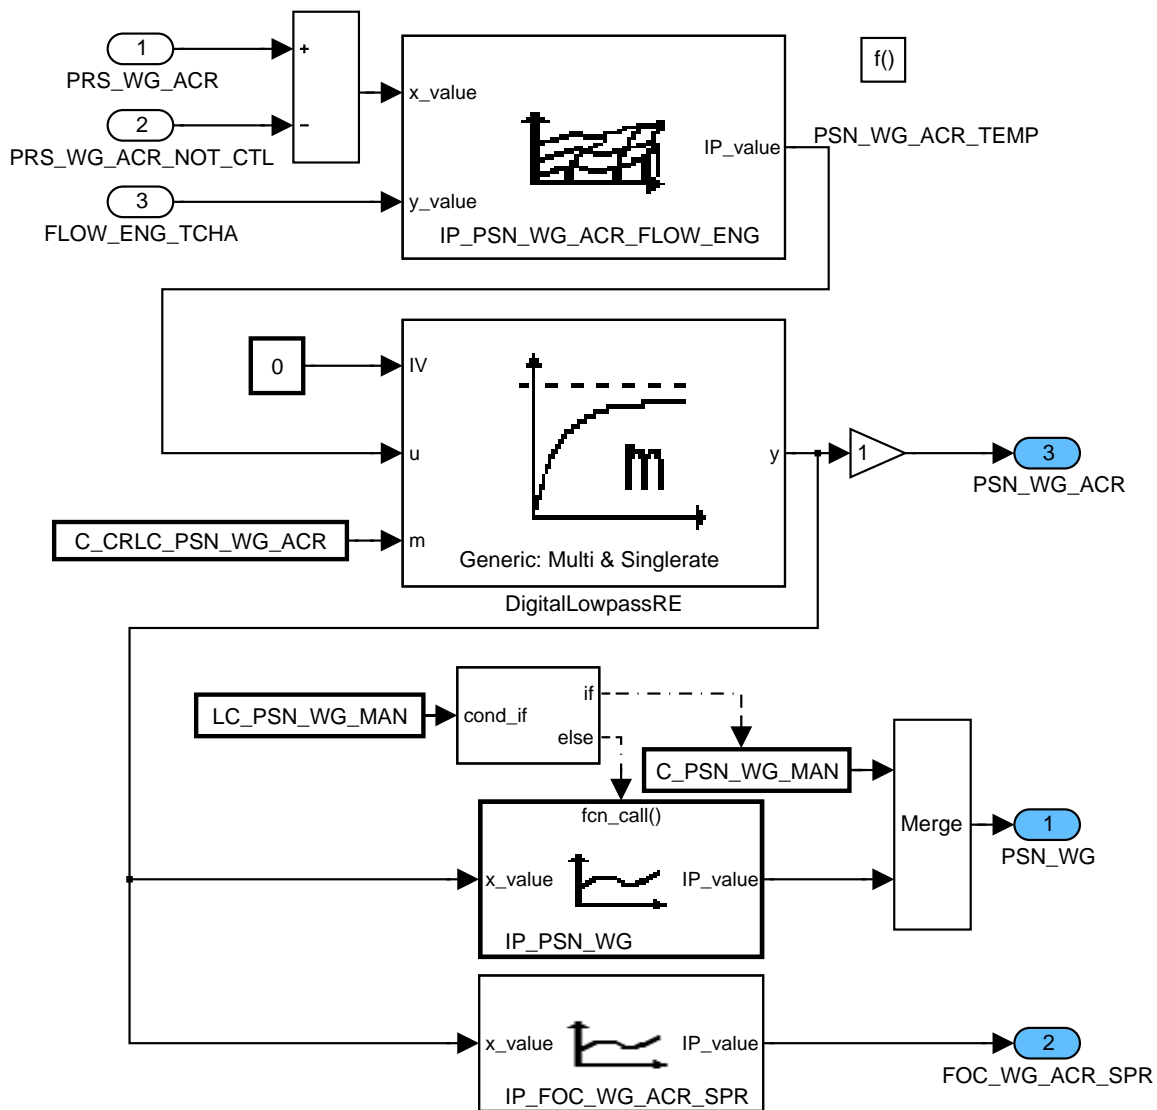 1
+
PRS_WG_ACR
2
−
PRS_WG_ACR_NOT_CTL
3
FLOW_ENG_TCHA
x_value
y_value
IP_value
IP_PSN_WG_ACR_FLOW_ENG
f()
PSN_WG_ACR_TEMP
0
IV
u
m
y
m
C_CRLC_PSN_WG_ACR
Generic: Multi & Singlerate
DigitalLowpassRE
1
3
PSN_WG_ACR
LC_PSN_WG_MAN
cond_if
if
else
C_PSN_WG_MAN
fcn_call()
x_value
IP_value
IP_PSN_WG
Merge
1
PSN_WG
x_value
IP_value
IP_FOC_WG_ACR_SPR
2
FOC_WG_ACR_SPR